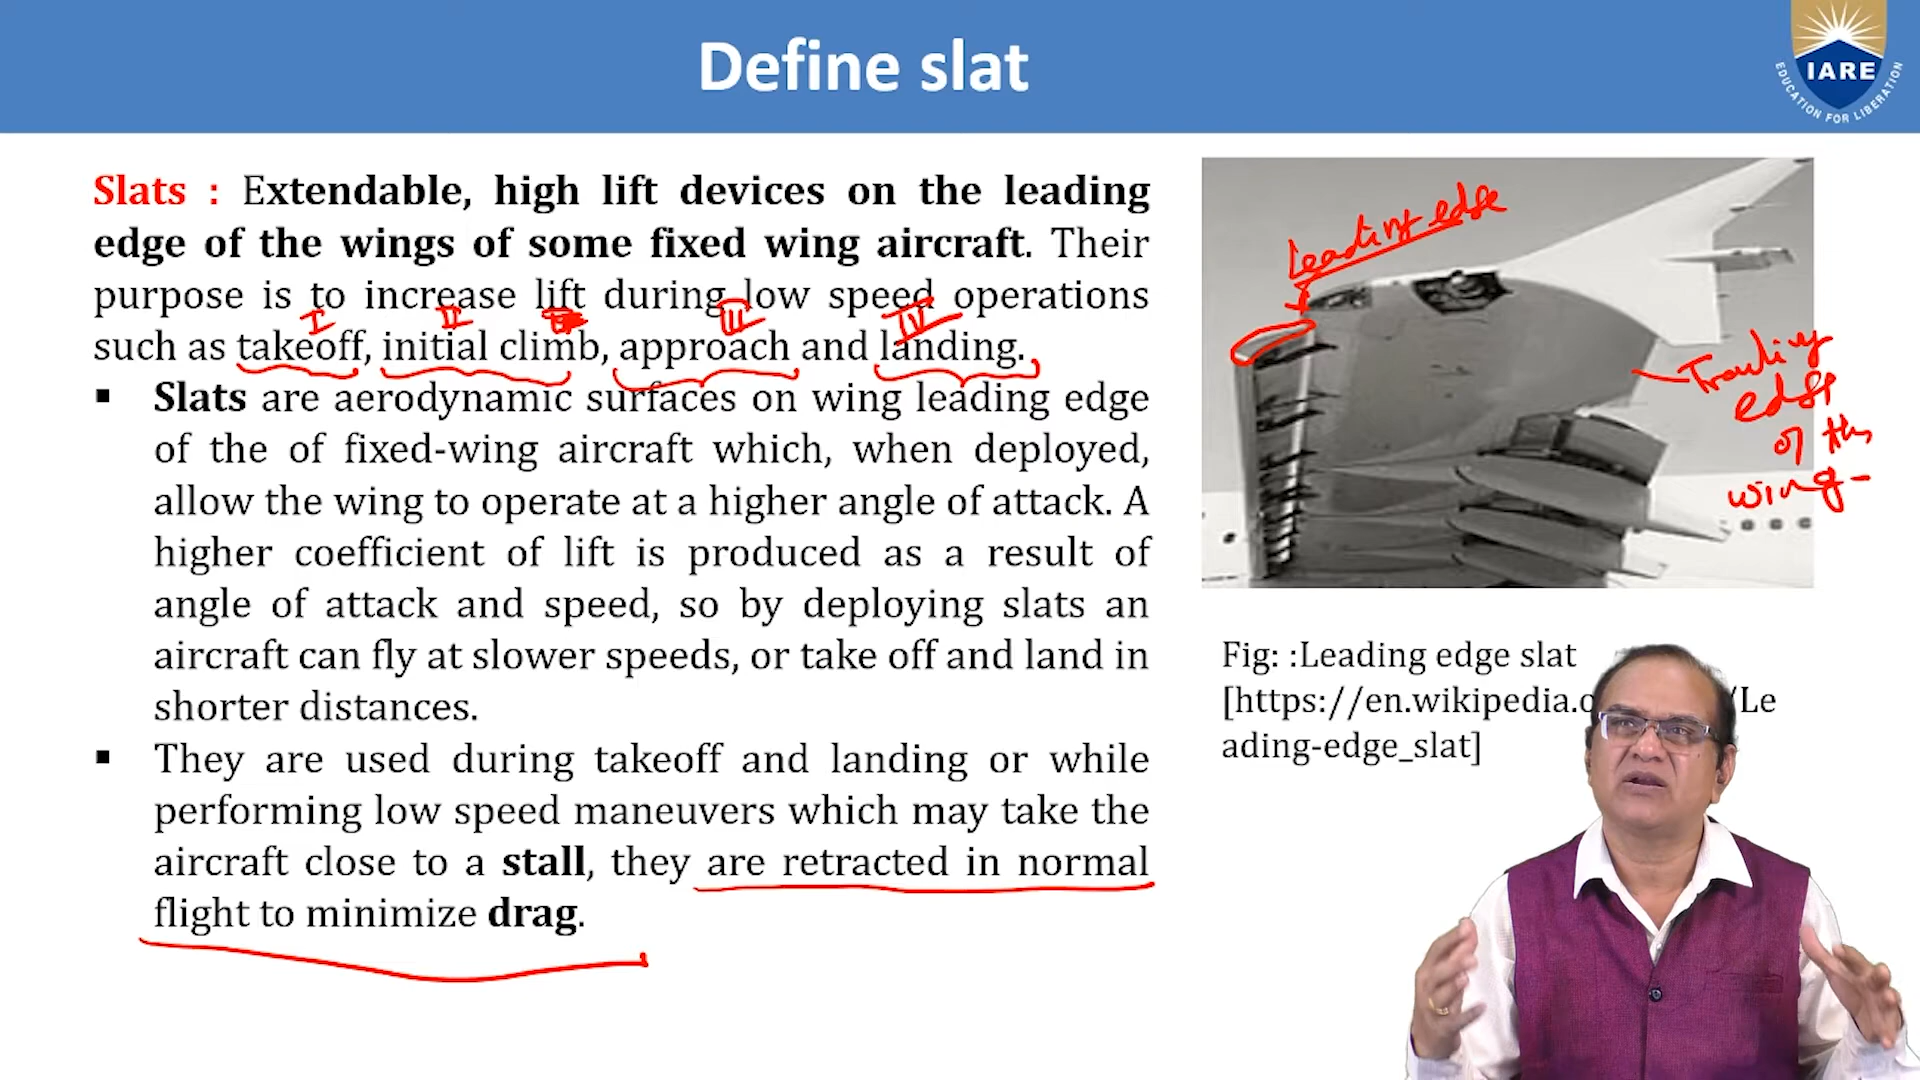 Define slat
IARE
EDUCATION FOR LIBERATION
Slats : Extendable, high lift devices on the leading
edge of the wings of some fixed wing aircraft. Their
purpose is to increase lift during low speed operations
I II III IV
such as takeoff, initial climb, approach and landing.
▪ Slats are aerodynamic surfaces on wing leading edge
of the of fixed-wing aircraft which, when deployed,
allow the wing to operate at a higher angle of attack. A
higher coefficient of lift is produced as a result of
angle of attack and speed, so by deploying slats an
aircraft can fly at slower speeds, or take off and land in
shorter distances.
▪ They are used during takeoff and landing or while
performing low speed maneuvers which may take the
aircraft close to a stall, they are retracted in normal
flight to minimize drag.
Leading edge
Trailing
edge
of the
wing
Fig: :Leading edge slat
[https://en.wikipedia.o /Le
ading-edge_slat]